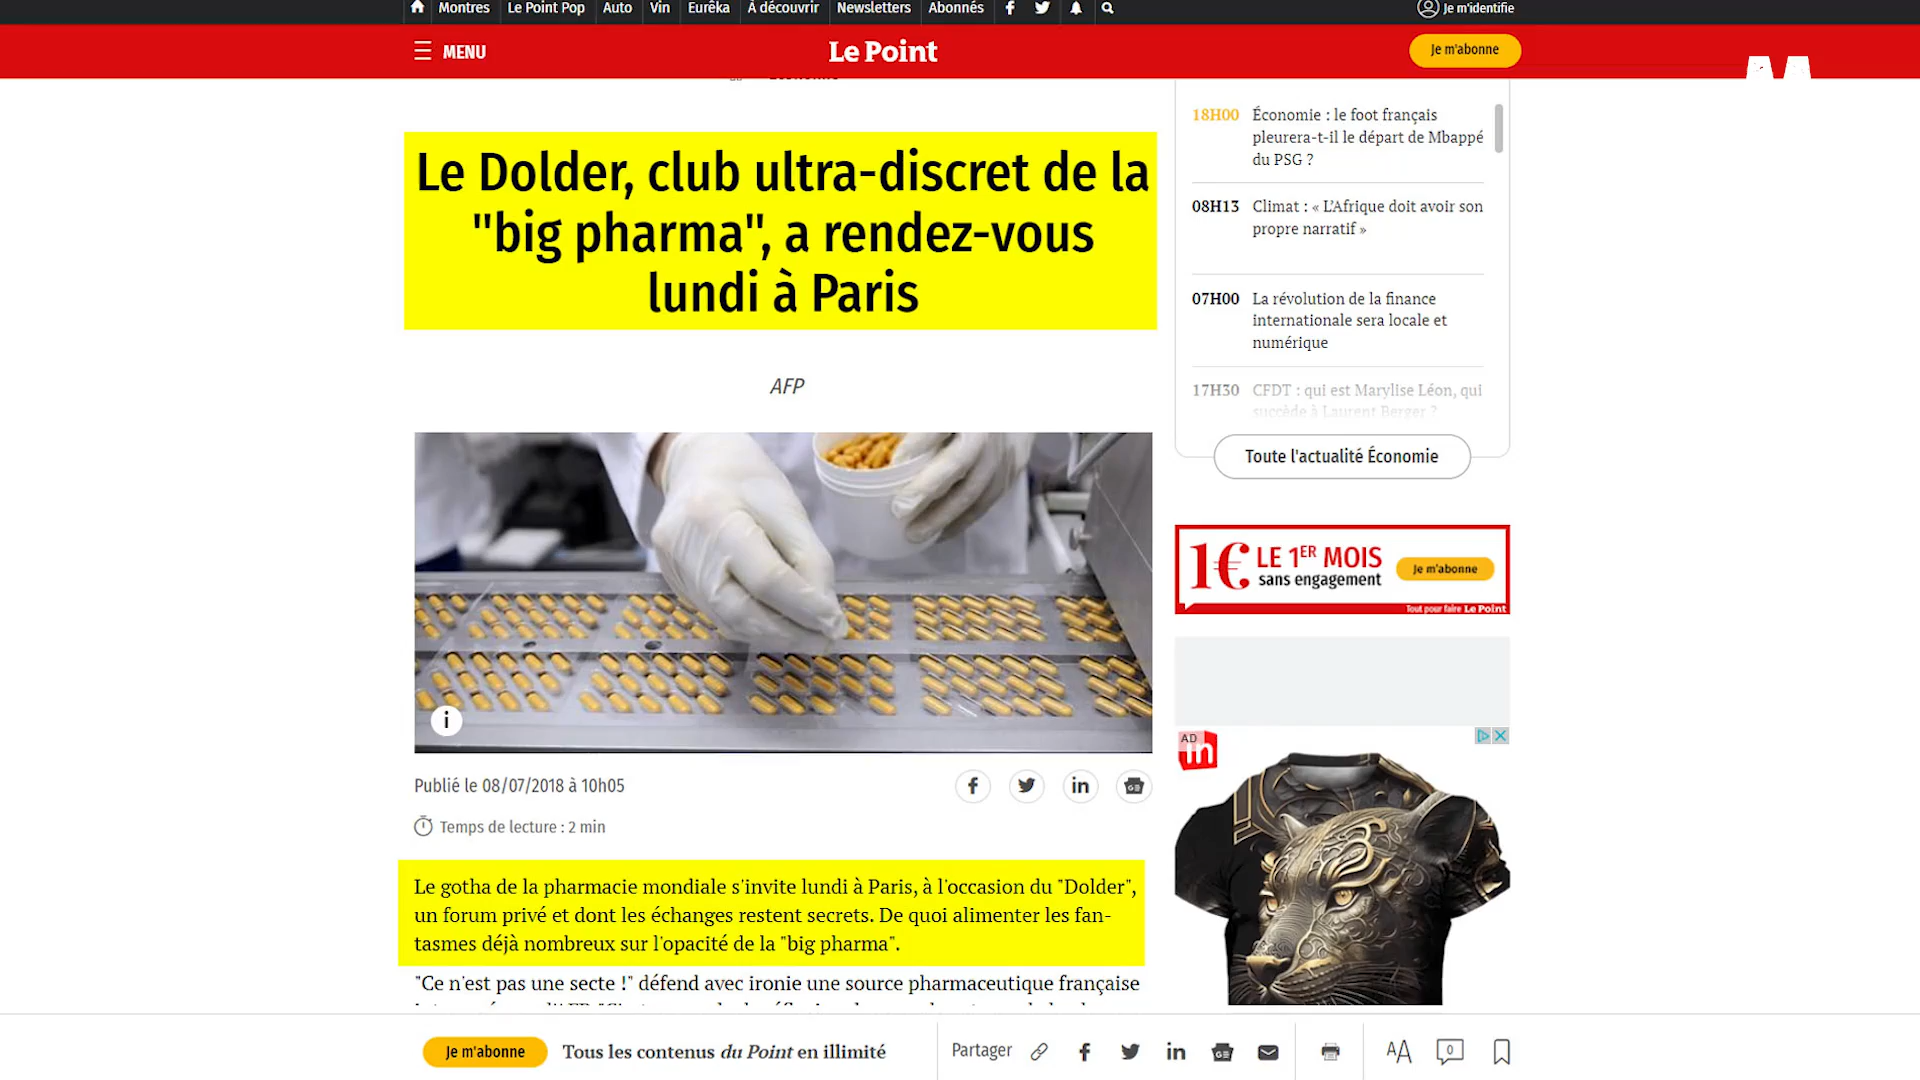 Montres
Le Point Pop
Auto
Vin
Eurêka
À découvrir
Newsletters
Abonnés
Je m'identifie
MENU
Le Point
Je m'abonne
Le Dolder, club ultra-discret de la
"big pharma", a rendez-vous
lundi à Paris
AFP
i
Publié le 08/07/2018 à 10h05
Temps de lecture : 2 min
Le gotha de la pharmacie mondiale s'invite lundi à Paris, à l'occasion du "Dolder",
un forum privé et dont les échanges restent secrets. De quoi alimenter les fan-
tasmes déjà nombreux sur l'opacité de la "big pharma".
"Ce n'est pas une secte !" défend avec ironie une source pharmaceutique française
18H00 Économie : le foot français
pleurera-t-il le départ de Mbappé
du PSG ?
08H13 Climat : « L'Afrique doit avoir son
propre narratif »
07H00 La révolution de la finance
internationale sera locale et
numérique
17H30 CFDT : qui est Marylise Léon, qui
succède à Laurent Berger ?
Toute l'actualité Économie
1€ LE 1ER MOIS
sans engagement
Je m'abonne
Tout pour faire Le Point
AD
in
Je m'abonne
Tous les contenus du Point en illimité
Partager
AA
0